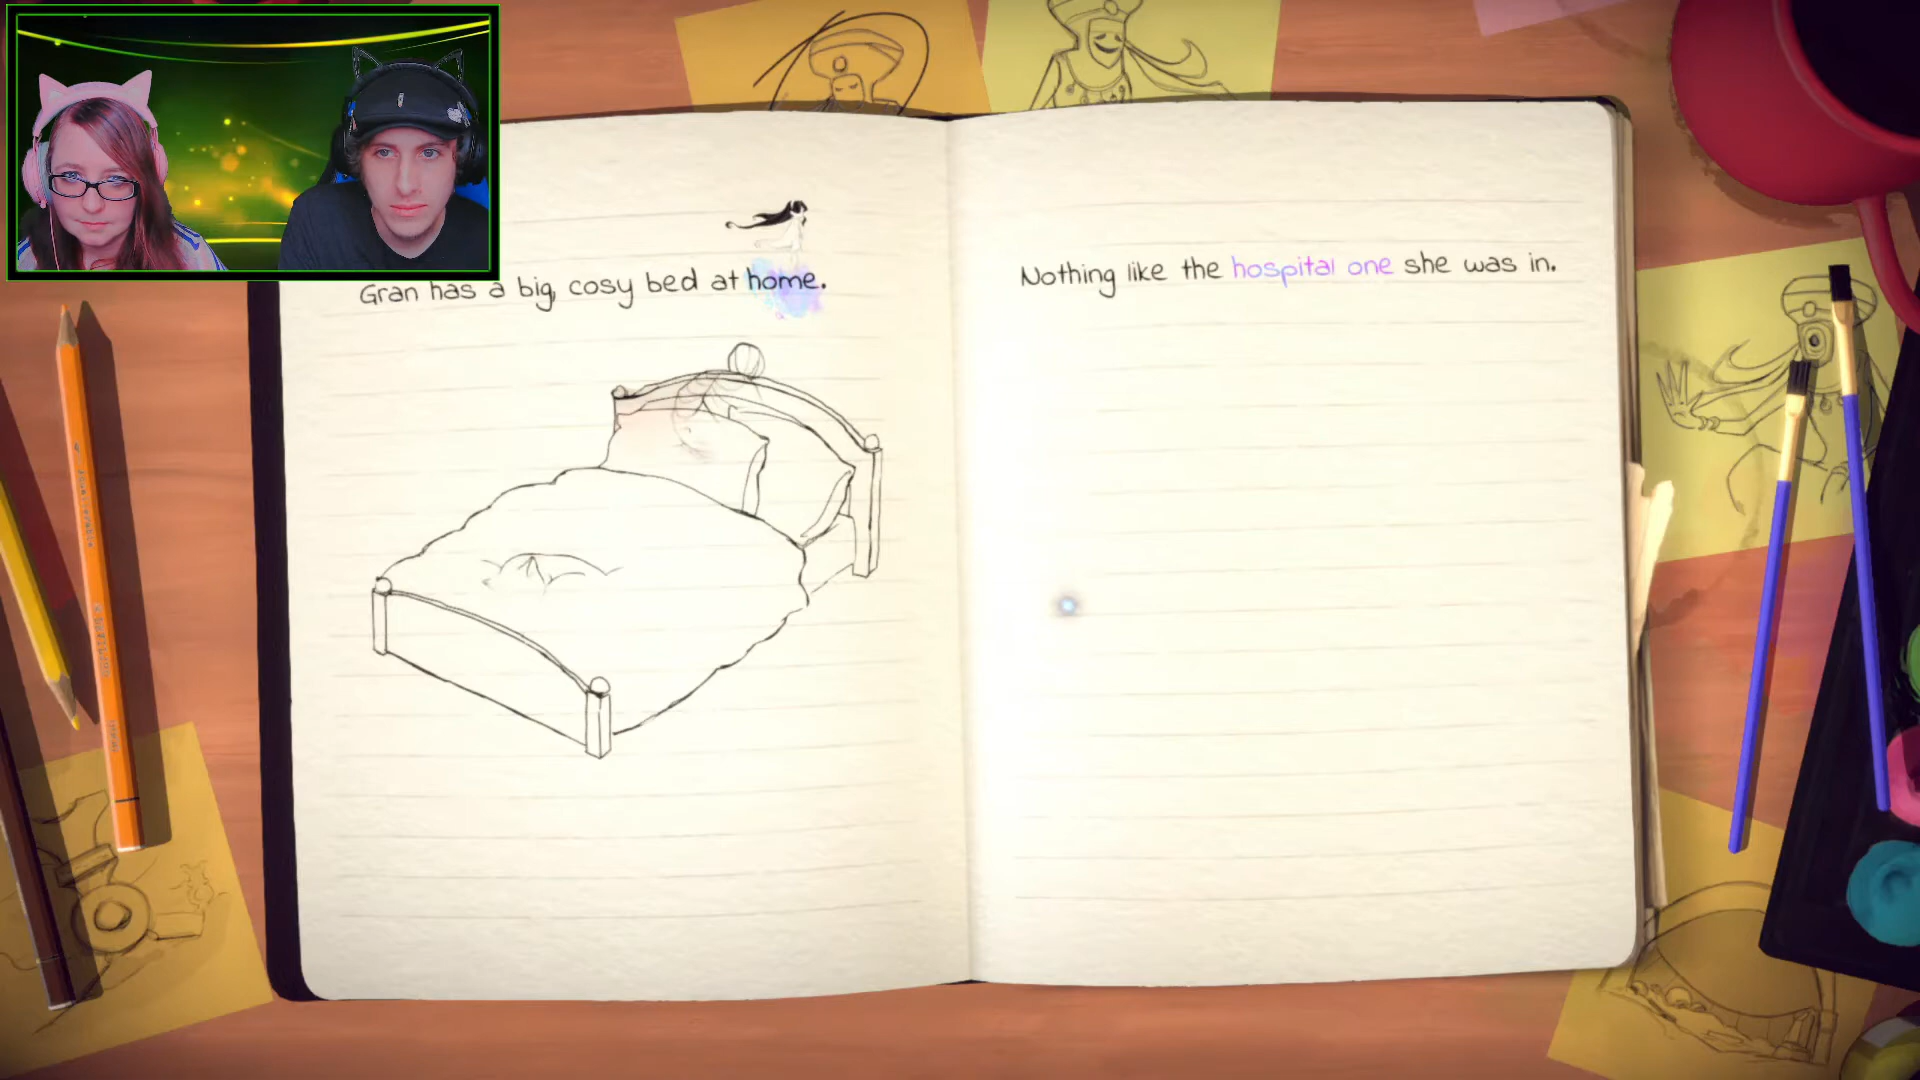 Gran has a big, cosy bed at home.
Nothing like the hospital one she was in.